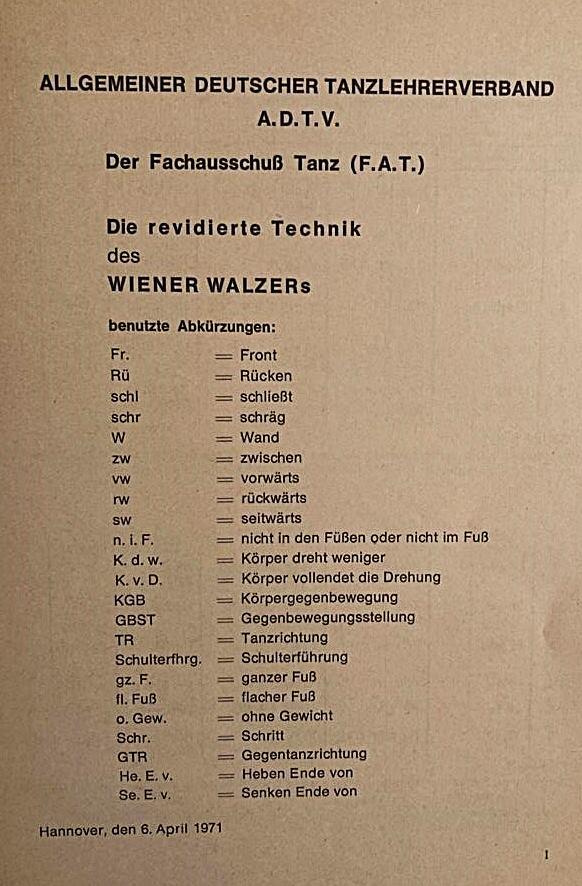 ALLGEMEINER DEUTSCHER TANZLEHRERVERBAND
A.D.T.V.
Der Fachausschuß Tanz (F.A.T.)
Die revidierte Technik
des
WIENER WALZERs
benutzte Abkürzungen:
Fr. = Front
Rü = Rücken
schl = schließt
schr = schräg
W = Wand
zw = zwischen
vw = vorwärts
rw = rückwärts
sw = seitwärts
n. i. F. = nicht in den Füßen oder nicht im Fuß
K. d. w. = Körper dreht weniger
K. v. D. = Körper vollendet die Drehung
KGB = Körpergegenbewegung
GBST = Gegenbewegungsstellung
TR = Tanzrichtung
Schulterfhrg. = Schulterführung
gz. F. = ganzer Fuß
fl. Fuß = flacher Fuß
o. Gew. = ohne Gewicht
Schr. = Schritt
GTR = Gegentanzrichtung
He. E. v. = Heben Ende von
Se. E. v. = Senken Ende von
Hannover, den 6. April 1971
1